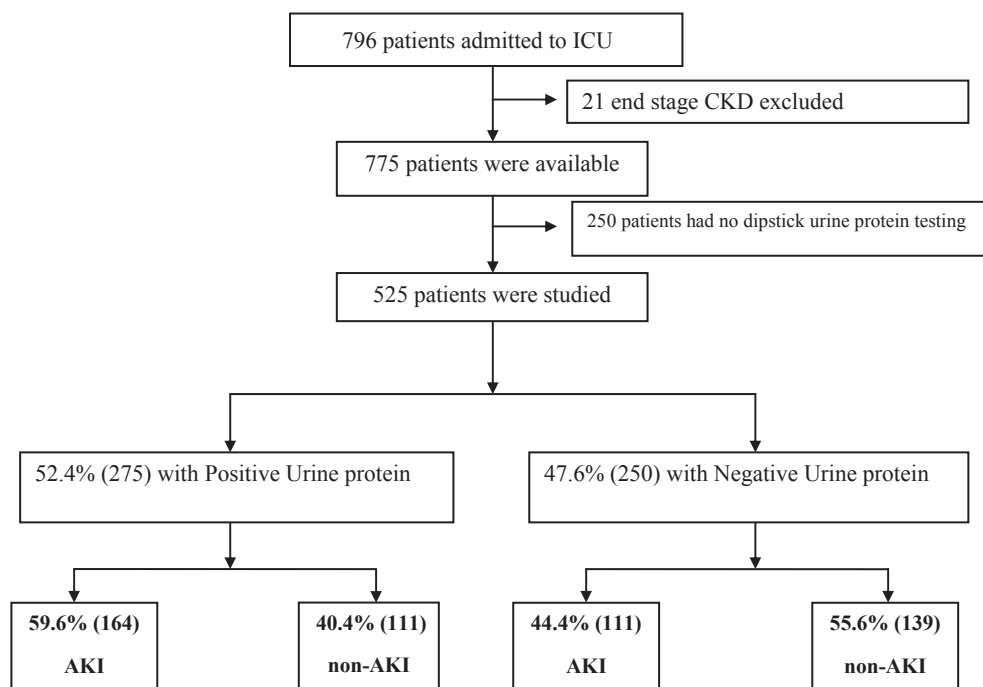 796 patients admitted to ICU
21 end stage CKD excluded
775 patients were available
250 patients had no dipstick urine protein testing
525 patients were studied
52.4% (275) with Positive Urine protein
47.6% (250) with Negative Urine protein
59.6% (164)
AKI
40.4% (111)
non-AKI
44.4% (111)
AKI
55.6% (139)
non-AKI